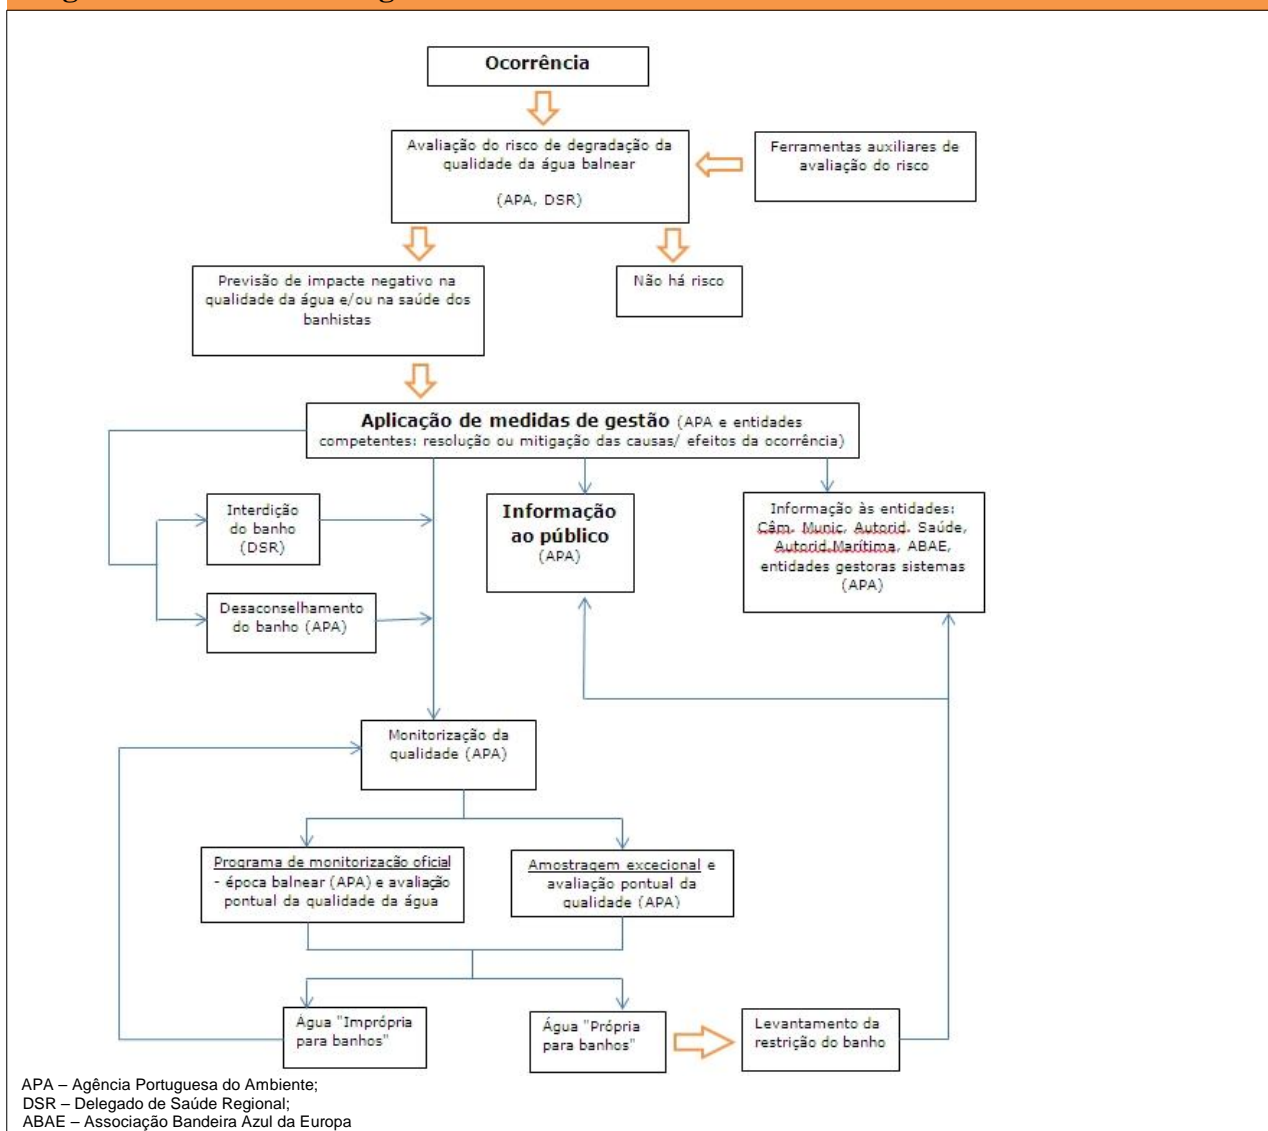 Ocorrência
Avaliação do risco de degradação da
qualidade da água balnear
(APA, DSR)
Ferramentas auxiliares de
avaliação do risco
Previsão de impacte negativo na
qualidade da água e/ou na saúde dos
banhistas
Não há risco
Aplicação de medidas de gestão (APA e entidades
competentes: resolução ou mitigação das causas/ efeitos da ocorrência)
Interdição
do banho
(DSR)
Informação
ao público
(APA)
Informação às entidades:
Câm. Munic, Autorid. Saúde,
Autorid.Marítima, ABAE,
entidades gestoras sistemas
(APA)
Desaconselhamento
do banho (APA)
Monitorização da
qualidade (APA)
Programa de monitorização oficial
- época balnear (APA) e avaliação
pontual da qualidade da água
Amostragem excecional e
avaliação pontual da
qualidade (APA)
Água "Imprópria
para banhos"
Água "Própria
para banhos"
Levantamento da
restrição do banho
APA – Agência Portuguesa do Ambiente;
DSR – Delegado de Saúde Regional;
ABAE – Associação Bandeira Azul da Europa